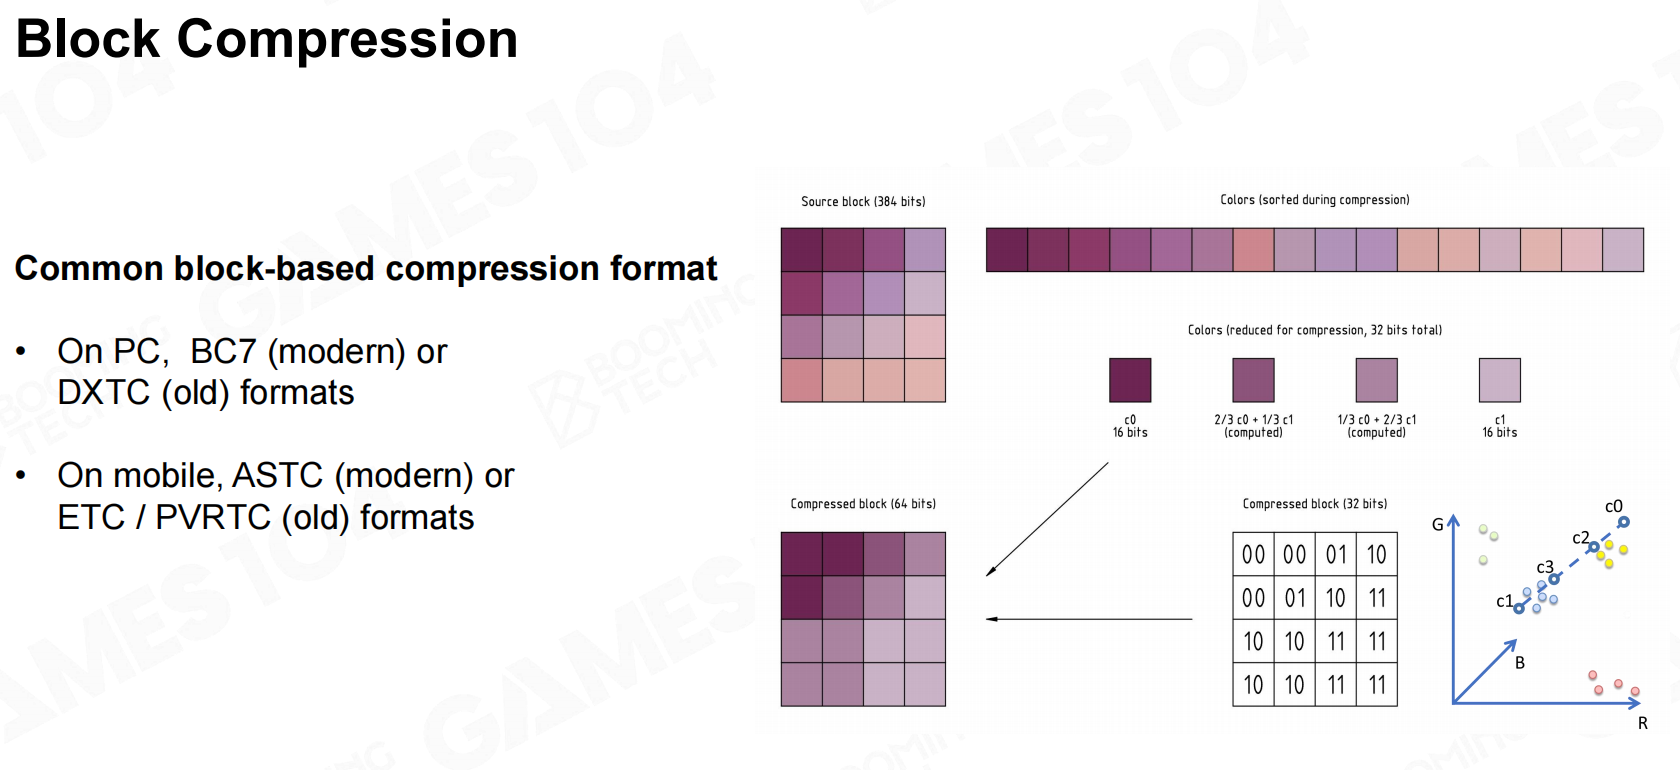 Block Compression
Common block-based compression format
• On PC, BC7 (modern) or
DXTC (old) formats
• On mobile, ASTC (modern) or
ETC / PVRTC (old) formats
Source block (384 bits)
Colors (sorted during compression)
Colors (reduced for compression, 32 bits total)
c0
16 bits
2/3 c0 + 1/3 c1
(computed)
1/3 c0 + 2/3 c1
(computed)
c1
16 bits
Compressed block (64 bits)
Compressed block (32 bits)
00 00 01 10
00 01 10 11
10 10 11 11
10 10 11 11
G
c0
c2
c3
c1
B
R
GAMES 104
BOOMING
TECH